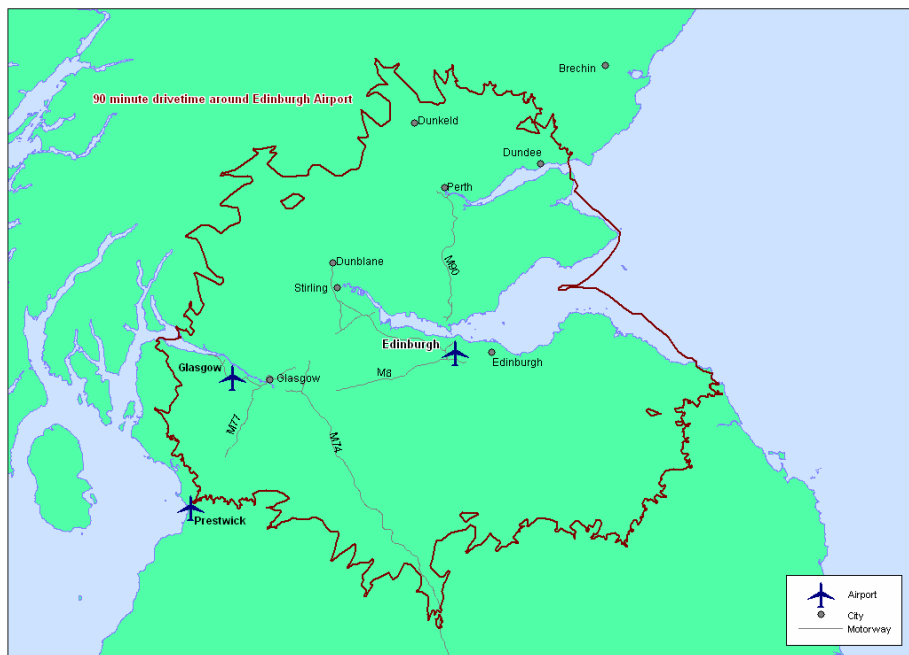 Brechin
90 minute drivetime around Edinburgh Airport
Dunkeld
Dundee
Perth
M90
Dunblane
Stirling
Edinburgh
Edinburgh
Glasgow
M8
Glasgow
M77
M74
Prestwick
Airport
City
Motorway